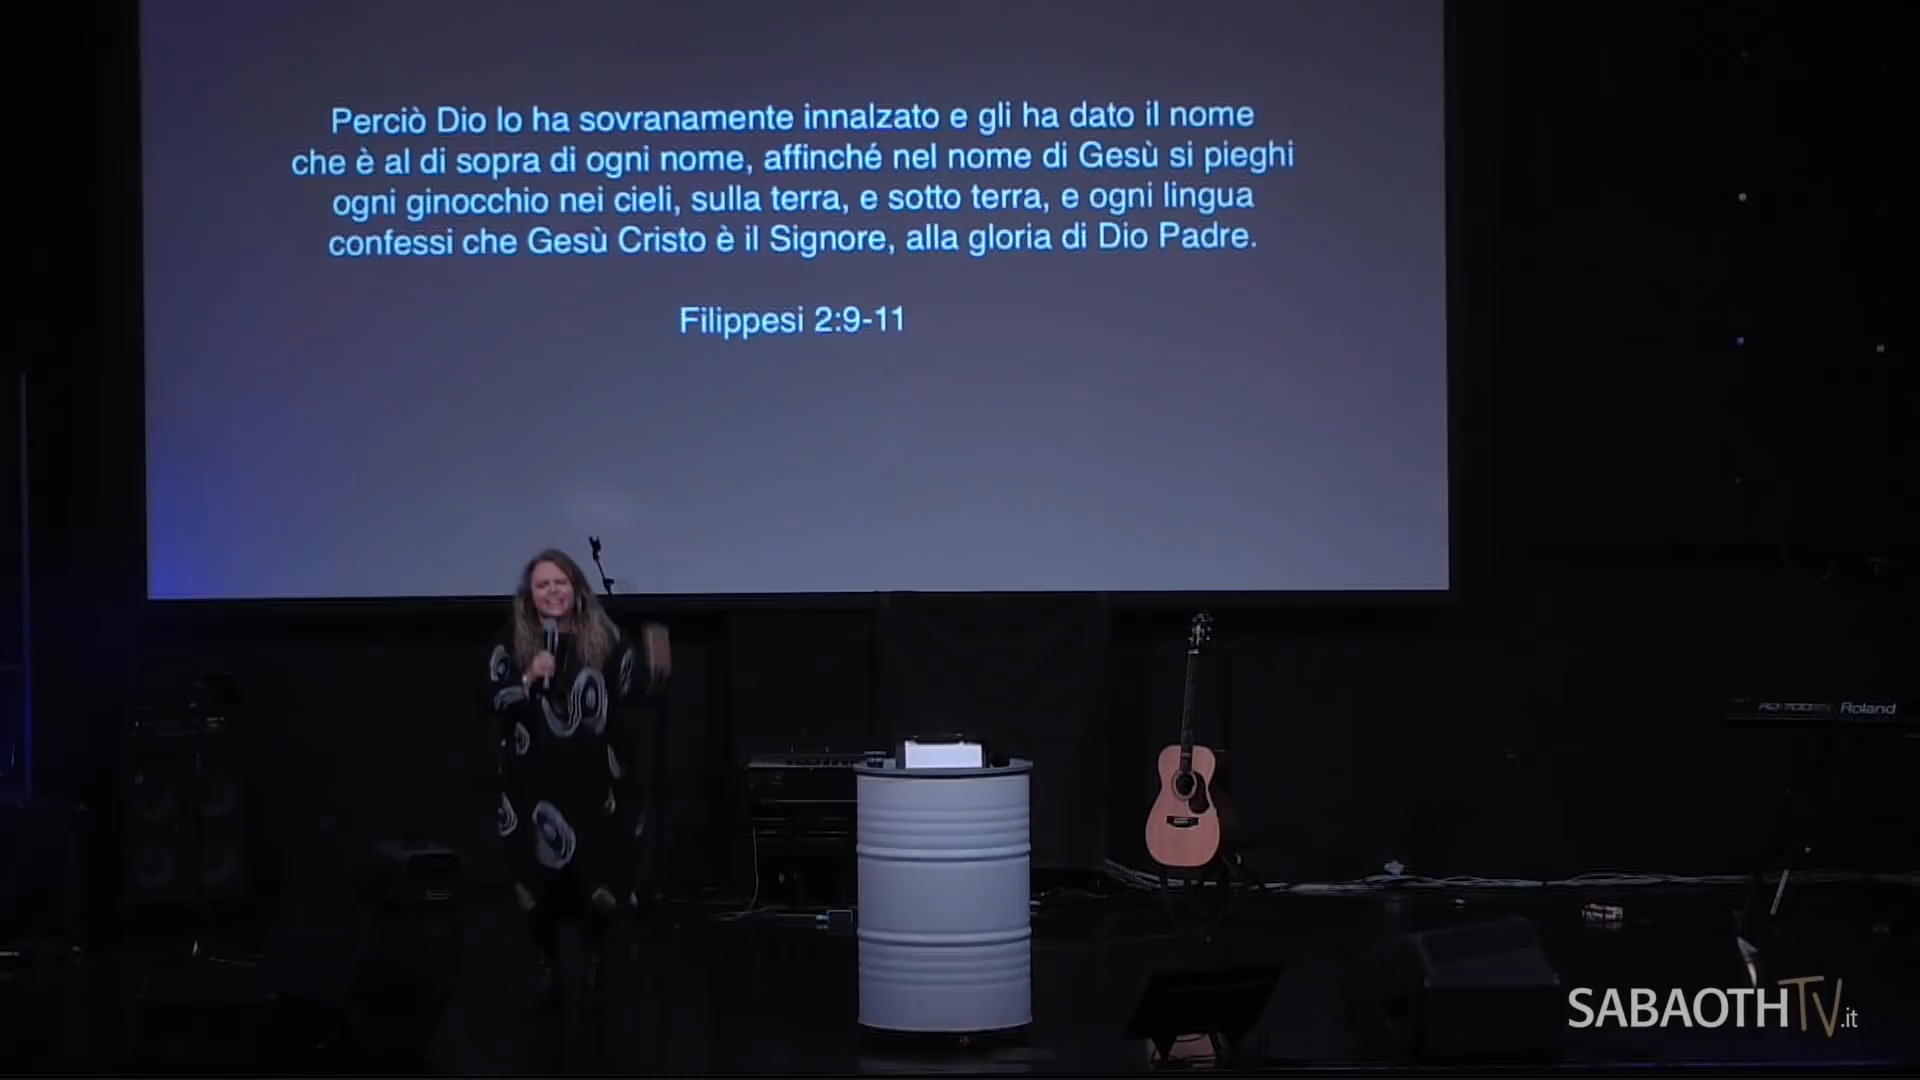 Perciò Dio lo ha sovranamente innalzato e gli ha dato il nome
che è al di sopra di ogni nome, affinché nel nome di Gesù si pieghi
ogni ginocchio nei cieli, sulla terra, e sotto terra, e ogni lingua
confessi che Gesù Cristo è il Signore, alla gloria di Dio Padre.
Filippesi 2:9-11
Roland
SABAOTHTV.it